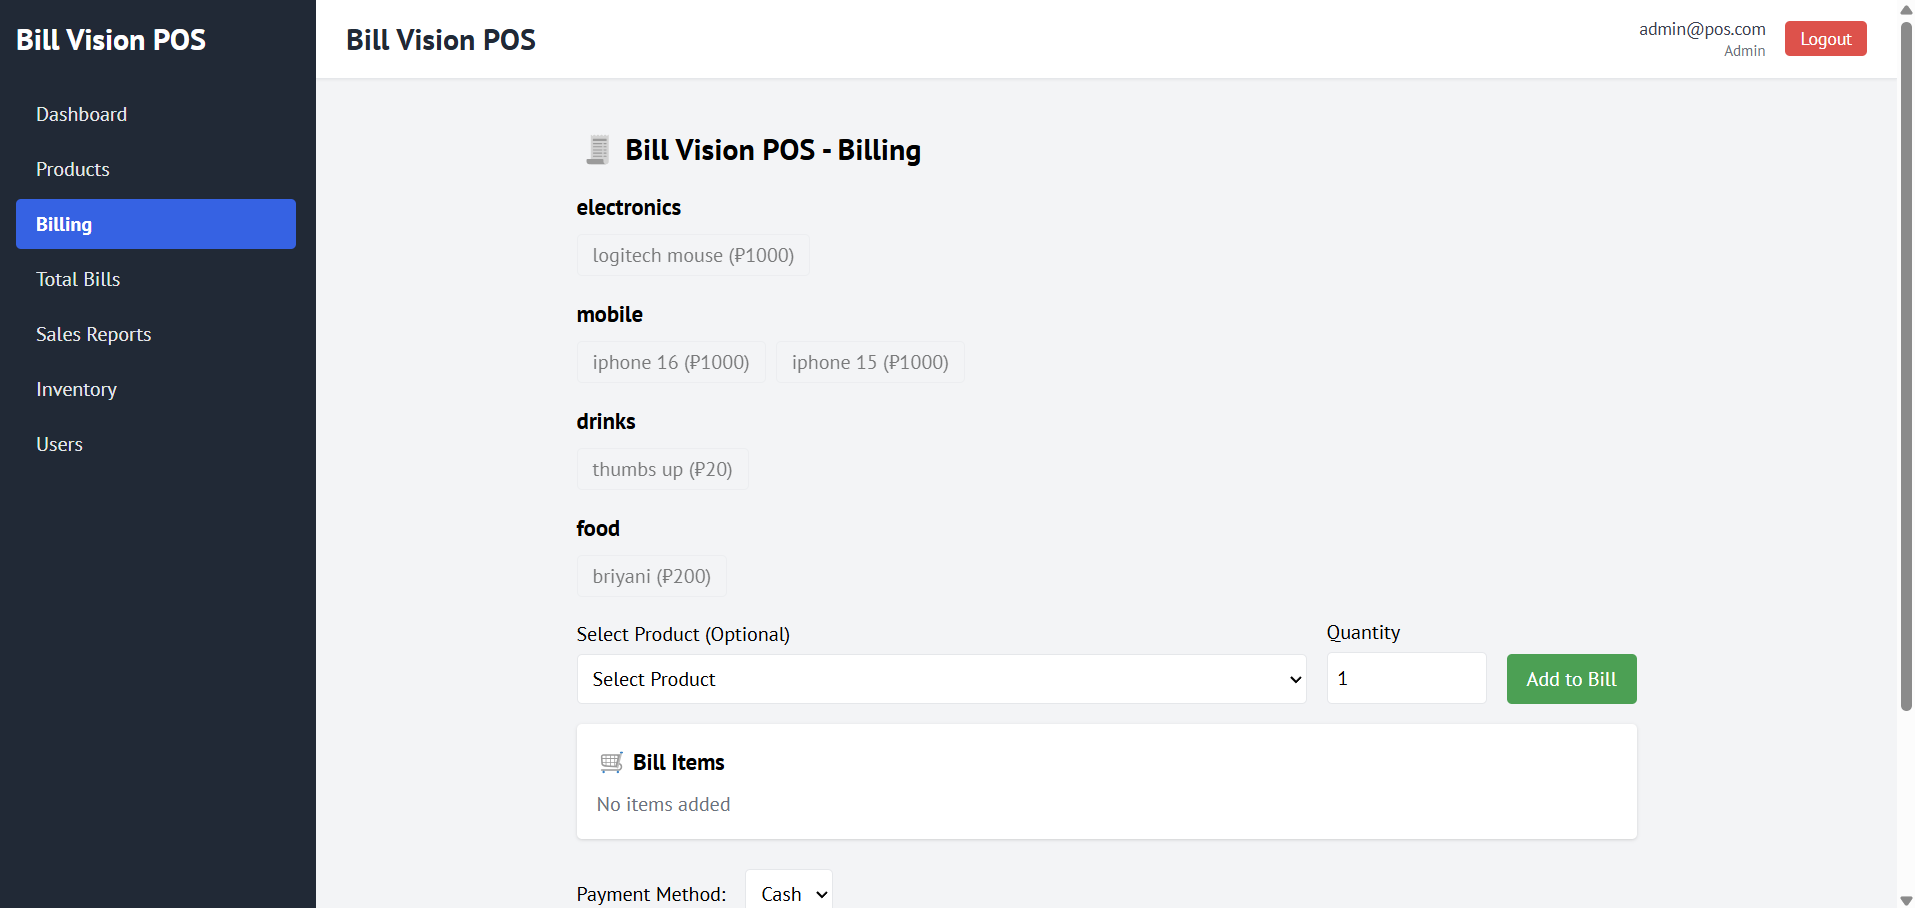 Bill Vision POS
Dashboard
Products
Billing
Total Bills
Sales Reports
Inventory
Users
Bill Vision POS
admin@pos.com
Admin
Logout
Bill Vision POS - Billing
electronics
logitech mouse (₽1000)
mobile
iphone 16 (₽1000) iphone 15 (₽1000)
drinks
thumbs up (₽20)
food
briyani (₽200)
Select Product (Optional)
Quantity
Select Product
1
Add to Bill
Bill Items
No items added
Payment Method: Cash